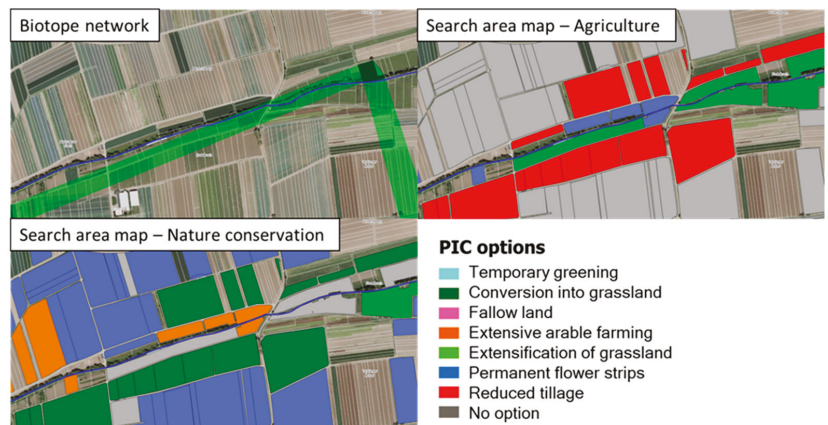 Biotope network
Search area map – Agriculture
Search area map – Nature conservation
PIC options
Temporary greening
Conversion into grassland
Fallow land
Extensive arable farming
Extensification of grassland
Permanent flower strips
Reduced tillage
No option